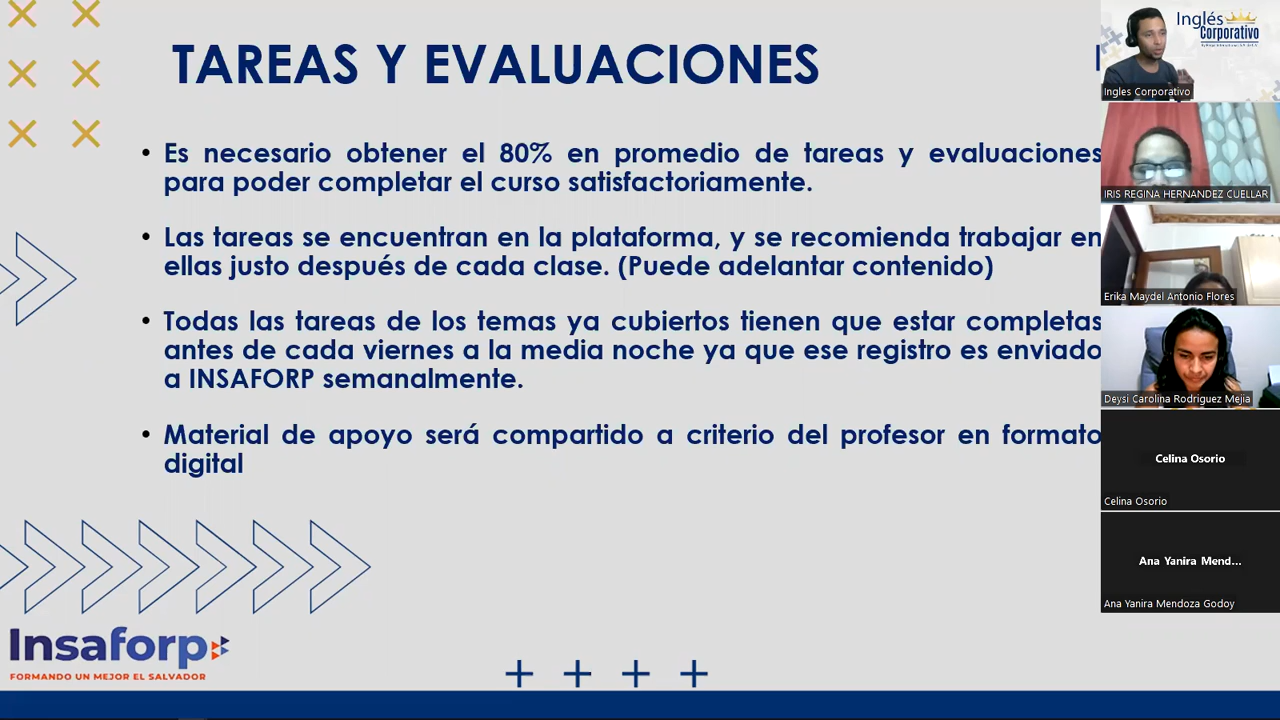 TAREAS Y EVALUACIONES
• Es necesario obtener el 80% en promedio de tareas y evaluaciones
para poder completar el curso satisfactoriamente.
• Las tareas se encuentran en la plataforma, y se recomienda trabajar en
ellas justo después de cada clase. (Puede adelantar contenido)
• Todas las tareas de los temas ya cubiertos tienen que estar completas
antes de cada viernes a la media noche ya que ese registro es enviado
a INSAFORP semanalmente.
• Material de apoyo será compartido a criterio del profesor en formato
digital
Insaforp
FORMANDO UN MEJOR EL SALVADOR
Inglés
Corporativo
Ingles Corporativo
IRIS REGINA HERNANDEZ CUELLAR
Erika Maydel Antonio Flores
Deysi Carolina Rodriguez Mejia
Celina Osorio
Celina Osorio
Ana Yanira Mend...
Ana Yanira Mendoza Godoy